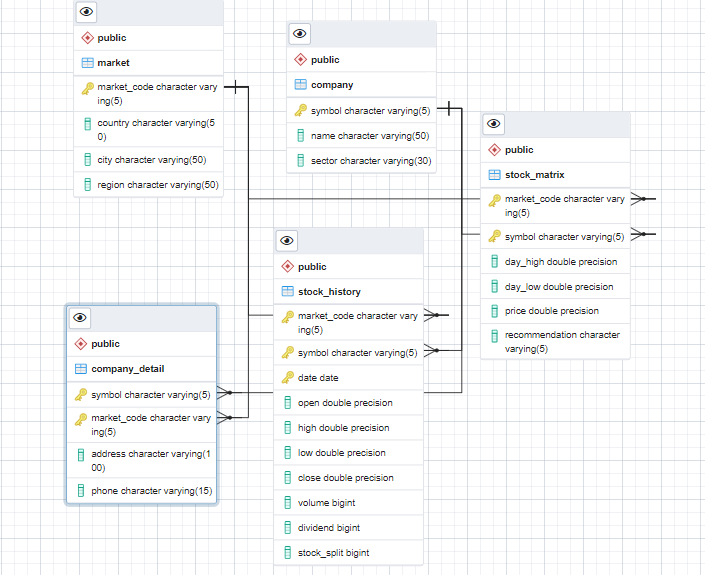 public
market
market_code character vary
ing(5)
country character varying(5
0)
city character varying(50)
region character varying(50)
public
company
symbol character varying(5)
name character varying(50)
sector character varying(30)
public
stock_matrix
market_code character vary
ing(5)
symbol character varying(5)
day_high double precision
day_low double precision
price double precision
recommendation character
varying(5)
public
stock_history
market_code character vary
ing(5)
symbol character varying(5)
date date
open double precision
high double precision
low double precision
close double precision
volume bigint
dividend bigint
stock_split bigint
public
company_detail
symbol character varying(5)
market_code character vary
ing(5)
address character varying(1
00)
phone character varying(15)